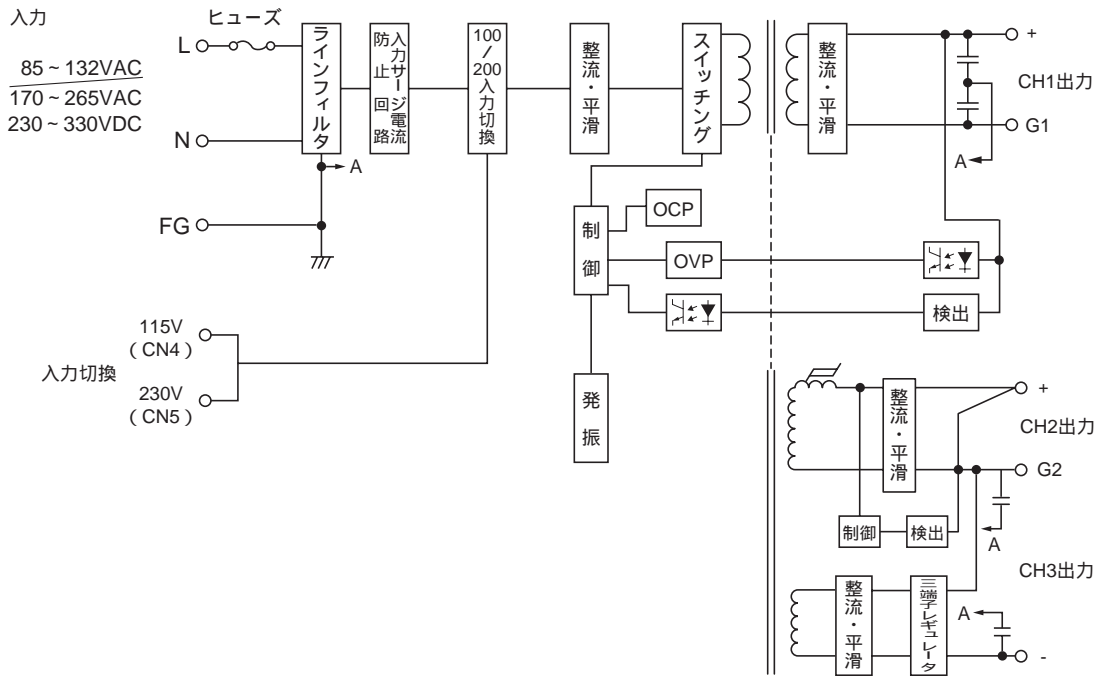 入力
ヒューズ
85~132VAC
170~265VAC
230~330VDC
L
N
FG
ラインフィルタ
A
入力サージ電流
防止回路
100/200入力切換
整流・平滑
スイッチング
整流・平滑
+
CH1出力
G1
A
制御
OCP
OVP
検出
発振
入力切換
115V
(CN4)
230V
(CN5)
整流・平滑
+
CH2出力
G2
制御
検出
A
CH3出力
整流・平滑
三端子レギュレータ
A
-